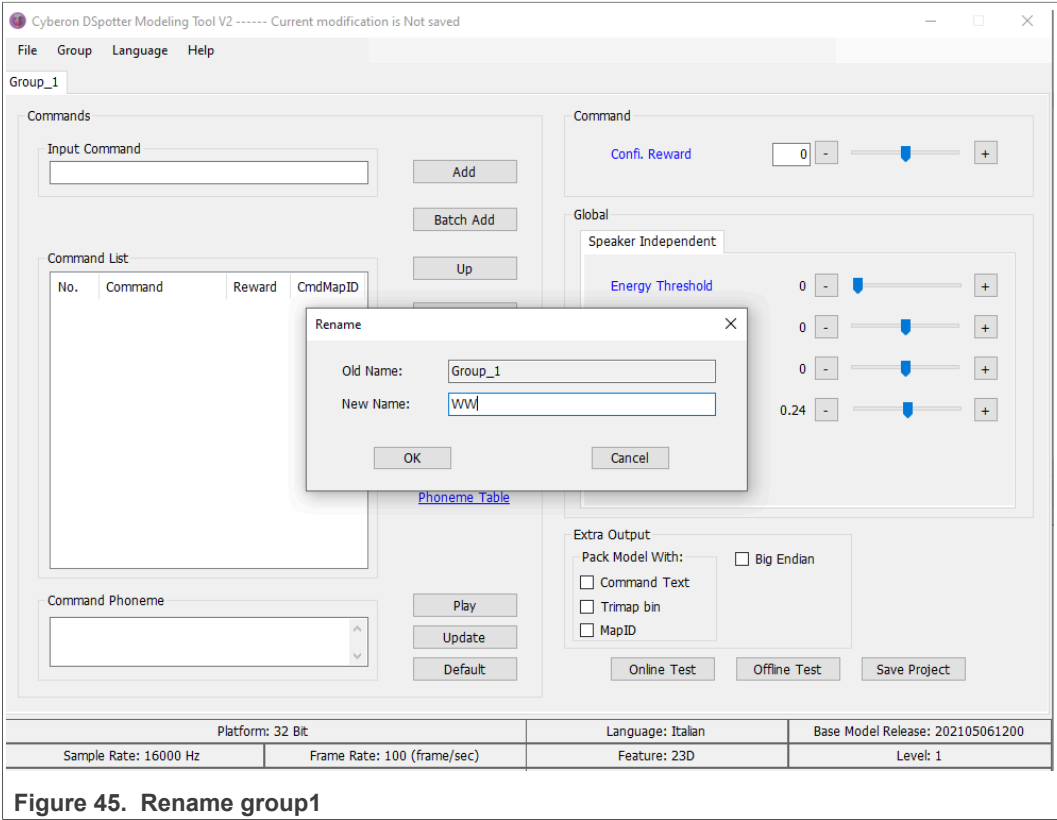 Cyberon DSpotter Modeling Tool V2 ------ Current modification is Not saved
File Group Language Help
Group_1
Commands
Input Command
Add
Batch Add
Command List
Up
No. Command Reward CmdMapID
Phoneme Table
Command Phoneme
Play
Update
Default
Command
Confi. Reward 0 - +
Global
Speaker Independent
Energy Threshold 0 - +
0 - +
0 - +
0.24 - +
Rename
Old Name: Group_1
New Name: WW
OK Cancel
Extra Output
Pack Model With:
Big Endian
Command Text
Trimap bin
MapID
Online Test Offline Test Save Project
Platform: 32 Bit Language: Italian Base Model Release: 202105061200
Sample Rate: 16000 Hz Frame Rate: 100 (frame/sec) Feature: 23D Level: 1
Figure 45. Rename group1